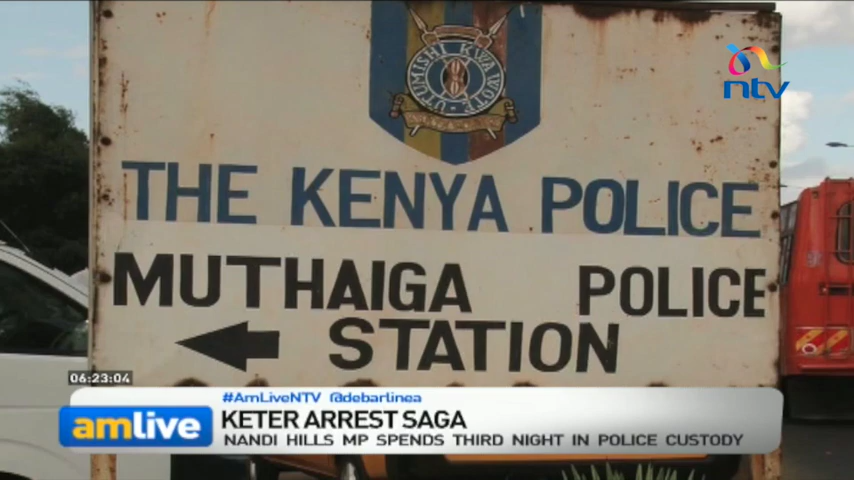 UTUMISHI KWA WOTE
ntv
THE KENYA POLICE
MUTHAIGA POLICE
STATION
06:23:04
#AmLiveNTV @debarlinea
amlive
KETER ARREST SAGA
NANDI HILLS MP SPENDS THIRD NIGHT IN POLICE CUSTODY